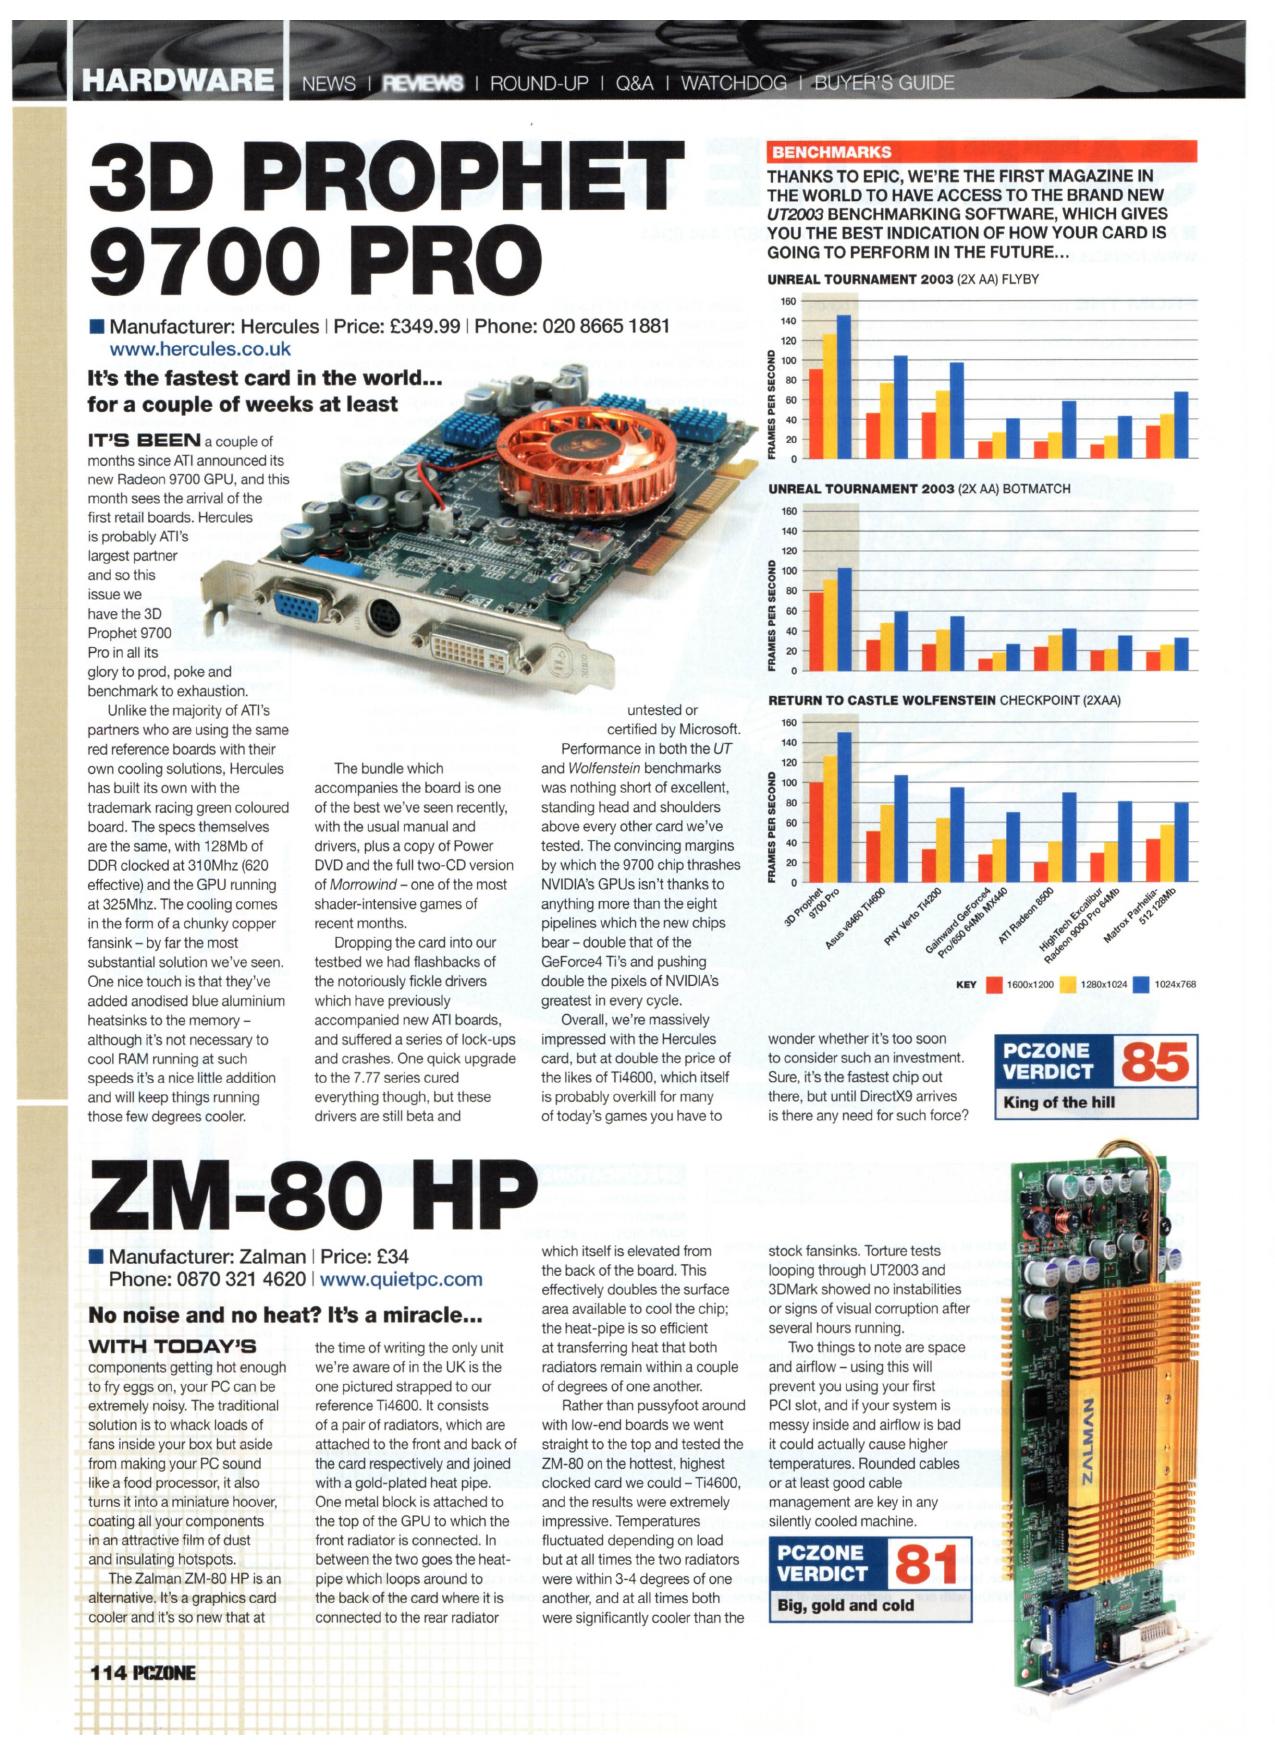 HARDWARE
NEWS | REVIEWS | ROUND-UP | Q&A | WATCHDOG | BUYER'S GUIDE
3D PROPHET
9700 PRO
Manufacturer: Hercules | Price: £349.99 | Phone: 020 8665 1881
www.hercules.co.uk
It's the fastest card in the world...
for a couple of weeks at least
IT'S BEEN a couple of
months since ATI announced its
new Radeon 9700 GPU, and this
month sees the arrival of the
first retail boards. Hercules
is probably ATI's
largest partner
and so this
issue we
have the 3D
Prophet 9700
Pro in all its
glory to prod, poke and
benchmark to exhaustion.
Unlike the majority of ATI's
partners who are using the same
red reference boards with their
own cooling solutions, Hercules
has built its own with the
trademark racing green coloured
board. The specs themselves
are the same, with 128Mb of
DDR clocked at 310Mhz (620
effective) and the GPU running
at 325Mhz. The cooling comes
in the form of a chunky copper
fansink – by far the most
substantial solution we've seen.
One nice touch is that they've
added anodised blue aluminium
heatsinks to the memory –
although it's not necessary to
cool RAM running at such
speeds it's a nice little addition
and will keep things running
those few degrees cooler.
The bundle which
accompanies the board is one
of the best we've seen recently,
with the usual manual and
drivers, plus a copy of Power
DVD and the full two-CD version
of Morrowind – one of the most
shader-intensive games of
recent months.
Dropping the card into our
testbed we had flashbacks of
the notoriously fickle drivers
which have previously
accompanied new ATI boards,
and suffered a series of lock-ups
and crashes. One quick upgrade
to the 7.77 series cured
everything though, but these
drivers are still beta and
untested or
certified by Microsoft.
Performance in both the UT
and Wolfenstein benchmarks
was nothing short of excellent,
standing head and shoulders
above every other card we've
tested. The convincing margins
by which the 9700 chip thrashes
NVIDIA's GPUs isn't thanks to
anything more than the eight
pipelines which the new chips
bear – double that of the
GeForce4 Ti's and pushing
double the pixels of NVIDIA's
greatest in every cycle.
Overall, we're massively
impressed with the Hercules
card, but at double the price of
the likes of Ti4600, which itself
is probably overkill for many
of today's games you have to
wonder whether it's too soon
to consider such an investment.
Sure, it's the fastest chip out
there, but until DirectX9 arrives
is there any need for such force?
PCZONE
VERDICT
85
King of the hill
BENCHMARKS
THANKS TO EPIC, WE'RE THE FIRST MAGAZINE IN
THE WORLD TO HAVE ACCESS TO THE BRAND NEW
UT2003 BENCHMARKING SOFTWARE, WHICH GIVES
YOU THE BEST INDICATION OF HOW YOUR CARD IS
GOING TO PERFORM IN THE FUTURE...
UNREAL TOURNAMENT 2003 (2X AA) FLYBY
FRAMES PER SECOND
160
140
120
100
80
60
40
20
0
UNREAL TOURNAMENT 2003 (2X AA) BOTMATCH
FRAMES PER SECOND
160
140
120
100
80
60
40
20
0
RETURN TO CASTLE WOLFENSTEIN CHECKPOINT (2XAA)
FRAMES PER SECOND
160
140
120
100
80
60
40
20
0
3D Prophet
9700 Pro
Asus v8460 Ti4600
PNY Verto Ti4200
Gainward GeForce4
Pro/650 64Mb MX440
ATI Radeon 8500
HighTech Excalibur
Radeon 9000 Pro 64Mb
Matrox Parhelia-
512 128Mb
KEY 1600x1200 1280x1024 1024x768
ZM-80 HP
Manufacturer: Zalman | Price: £34
Phone: 0870 321 4620 | www.quietpc.com
No noise and no heat? It's a miracle...
WITH TODAY'S
components getting hot enough
to fry eggs on, your PC can be
extremely noisy. The traditional
solution is to whack loads of
fans inside your box but aside
from making your PC sound
like a food processor, it also
turns it into a miniature hoover,
coating all your components
in an attractive film of dust
and insulating hotspots.
The Zalman ZM-80 HP is an
alternative. It's a graphics card
cooler and it's so new that at
the time of writing the only unit
we're aware of in the UK is the
one pictured strapped to our
reference Ti4600. It consists
of a pair of radiators, which are
attached to the front and back of
the card respectively and joined
with a gold-plated heat pipe.
One metal block is attached to
the top of the GPU to which the
front radiator is connected. In
between the two goes the heat-
pipe which loops around to
the back of the card where it is
connected to the rear radiator
which itself is elevated from
the back of the board. This
effectively doubles the surface
area available to cool the chip;
the heat-pipe is so efficient
at transferring heat that both
radiators remain within a couple
of degrees of one another.
Rather than pussyfoot around
with low-end boards we went
straight to the top and tested the
ZM-80 on the hottest, highest
clocked card we could – Ti4600,
and the results were extremely
impressive. Temperatures
fluctuated depending on load
but at all times the two radiators
were within 3-4 degrees of one
another, and at all times both
were significantly cooler than the
stock fansinks. Torture tests
looping through UT2003 and
3DMark showed no instabilities
or signs of visual corruption after
several hours running.
Two things to note are space
and airflow – using this will
prevent you using your first
PCI slot, and if your system is
messy inside and airflow is bad
it could actually cause higher
temperatures. Rounded cables
or at least good cable
management are key in any
silently cooled machine.
PCZONE
VERDICT
81
Big, gold and cold
ZALMAN
114 PCZONE